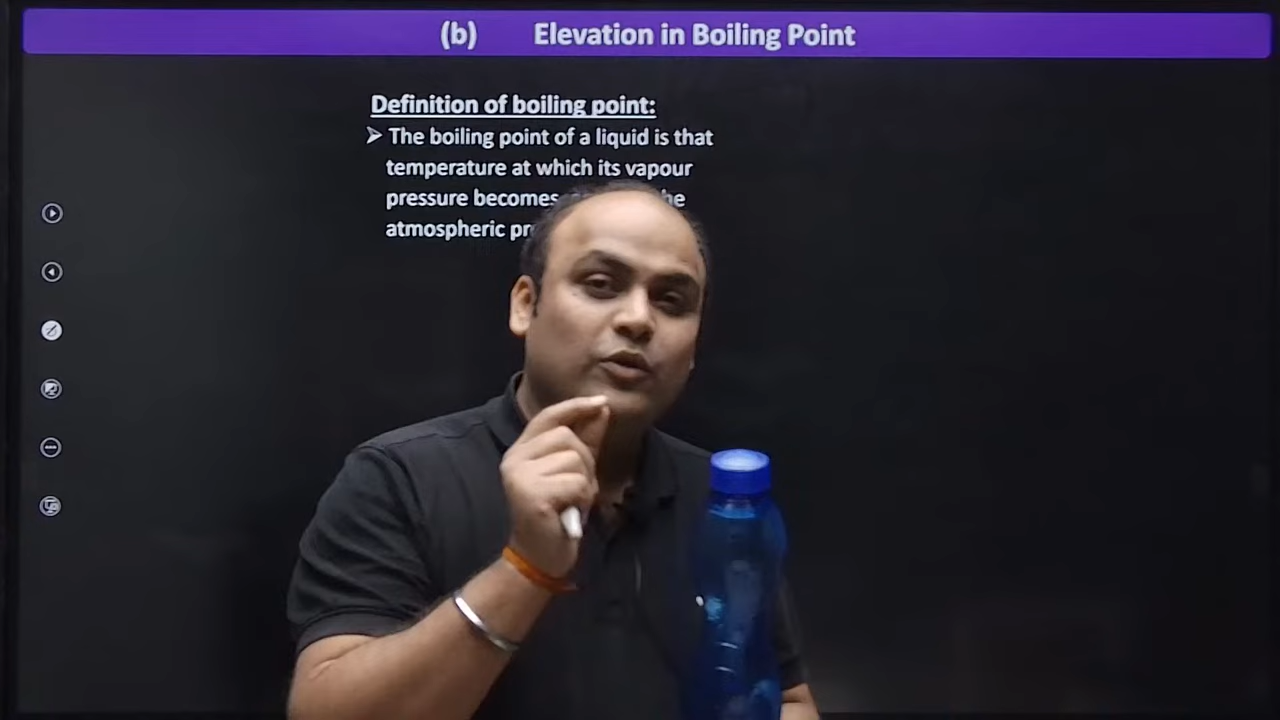 (b) Elevation in Boiling Point
Definition of boiling point:
➢ The boiling point of a liquid is that
temperature at which its vapour
pressure becomes
atmospheric